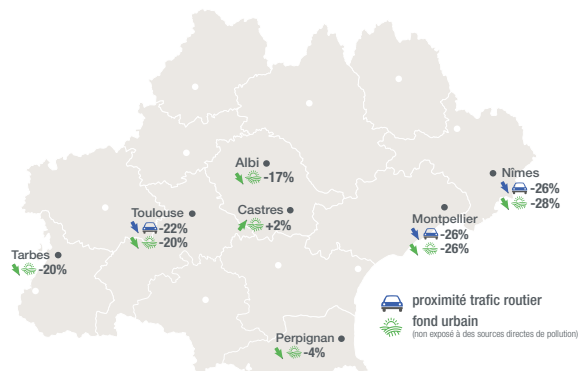 Albi
-17%
Nîmes
-26%
-28%
Toulouse
-22%
-20%
Castres
+2%
Montpellier
-26%
-26%
Tarbes
-20%
Perpignan
-4%
proximité trafic routier
fond urbain
(non exposé à des sources directes de pollution)